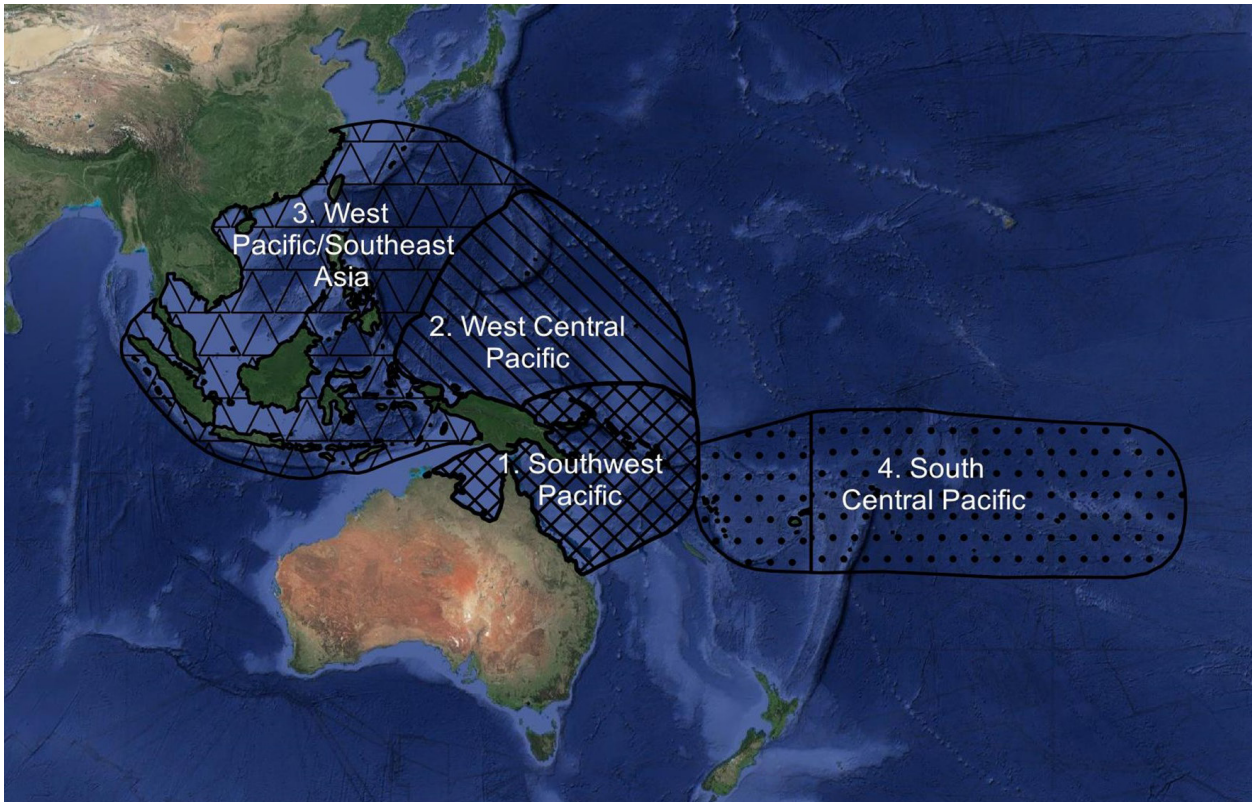 3. West
Pacific/Southeast
Asia
2. West Central
Pacific
1. Southwest
Pacific
4. South
Central Pacific